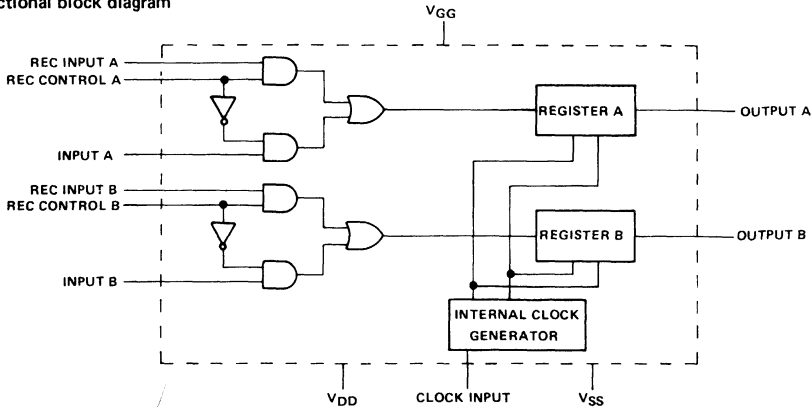 ctional block diagram
VGG
REC INPUT A
REC CONTROL A
INPUT A
REC INPUT B
REC CONTROL B
INPUT B
REGISTER A
OUTPUT A
REGISTER B
OUTPUT B
INTERNAL CLOCK
GENERATOR
VDD
CLOCK INPUT
VSS